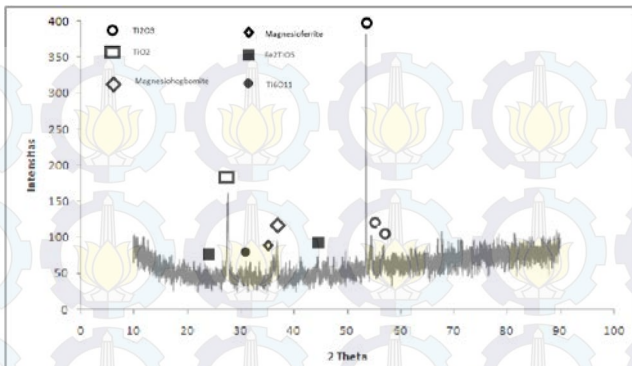 Ti2O3
Magnesioferrite
TiO2
Fe2TiO5
Magnesiohogbomite
Ti6O11
400
350
300
250
200
150
100
50
0
Intensitas
0 10 20 30 40 50 60 70 80 90 100
2 Theta